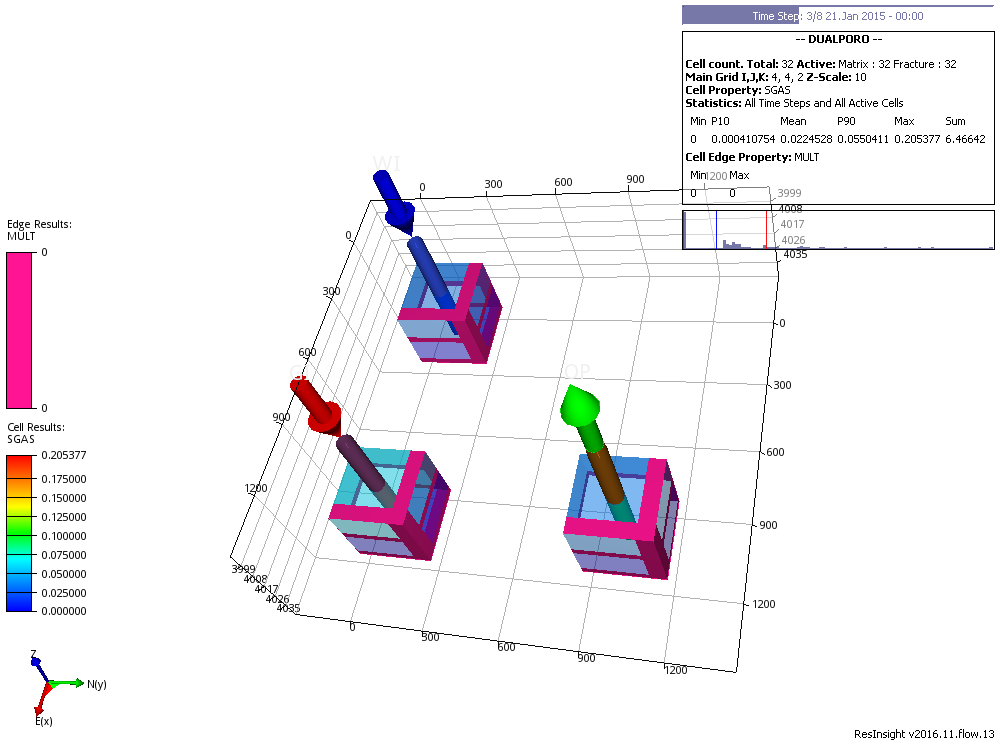 Time Step: 3/8 21.Jan 2015 - 00:00
-- DUALPORO --
Cell count. Total: 32 Active: Matrix : 32 Fracture : 32
Main Grid I,J,K: 4, 4, 2 Z-Scale: 10
Cell Property: SGAS
Statistics: All Time Steps and All Active Cells
Min P10 Mean P90 Max Sum
0 0.000410754 0.0224528 0.0550411 0.205377 6.46642
Cell Edge Property: MULT
Min Max
0 0
WI
0 300 600 900 1200
3999
4008
4017
4026
4035
0
300
600
900
1200
0
300
600
900
1200
OP
3999
4008
4017
4026
4035
0
500
600
900
1200
Edge Results:
MULT
0
0
Cell Results:
SGAS
0.205377
0.175000
0.150000
0.125000
0.100000
0.075000
0.050000
0.025000
0.000000
Z
N(y)
E(x)
ResInsight v2016.11.flow.13